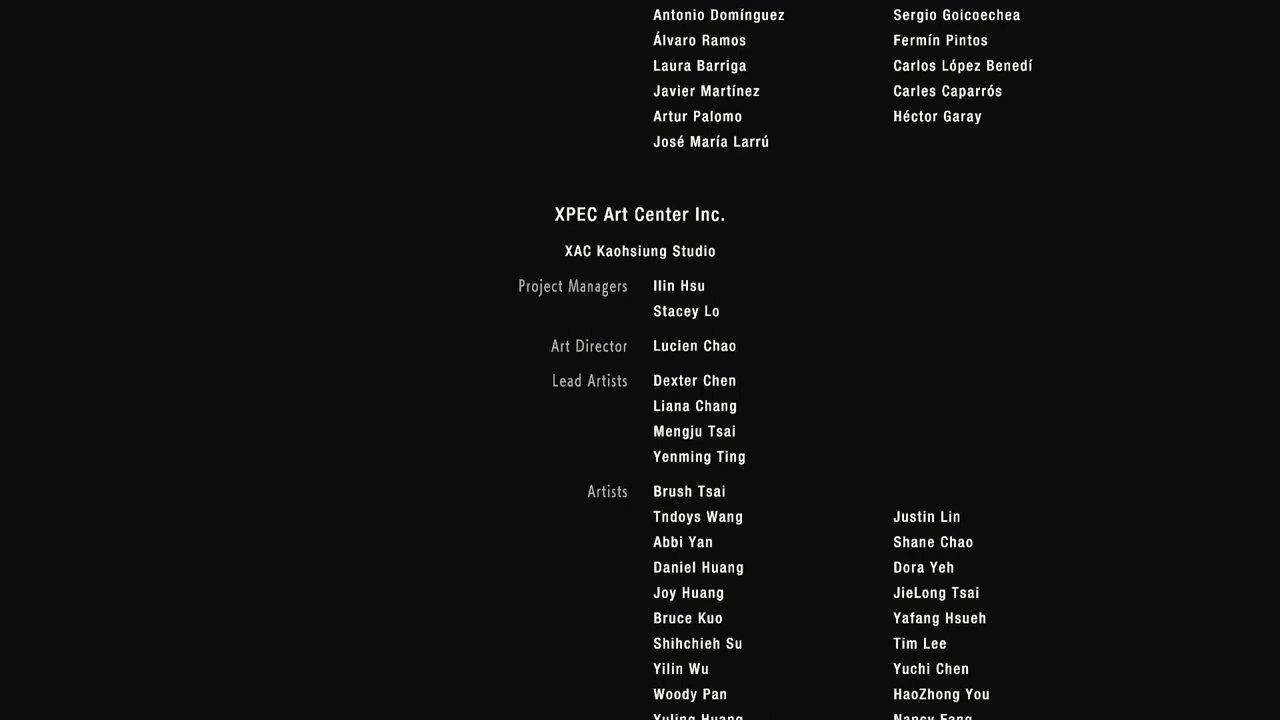 Antonio Domínguez Sergio Goicoechea
Álvaro Ramos Fermín Pintos
Laura Barriga Carlos López Benedí
Javier Martínez Carles Caparrós
Artur Palomo Héctor Garay
José María Larrú
XPEC Art Center Inc.
XAC Kaohsiung Studio
Project Managers Ilin Hsu
Stacey Lo
Art Director Lucien Chao
Lead Artists Dexter Chen
Liana Chang
Mengju Tsai
Yenming Ting
Artists Brush Tsai
Tndoys Wang Justin Lin
Abbi Yan Shane Chao
Daniel Huang Dora Yeh
Joy Huang JieLong Tsai
Bruce Kuo Yafang Hsueh
Shihchieh Su Tim Lee
Yilin Wu Yuchi Chen
Woody Pan HaoZhong You
Yuling Huang Nancy Fang